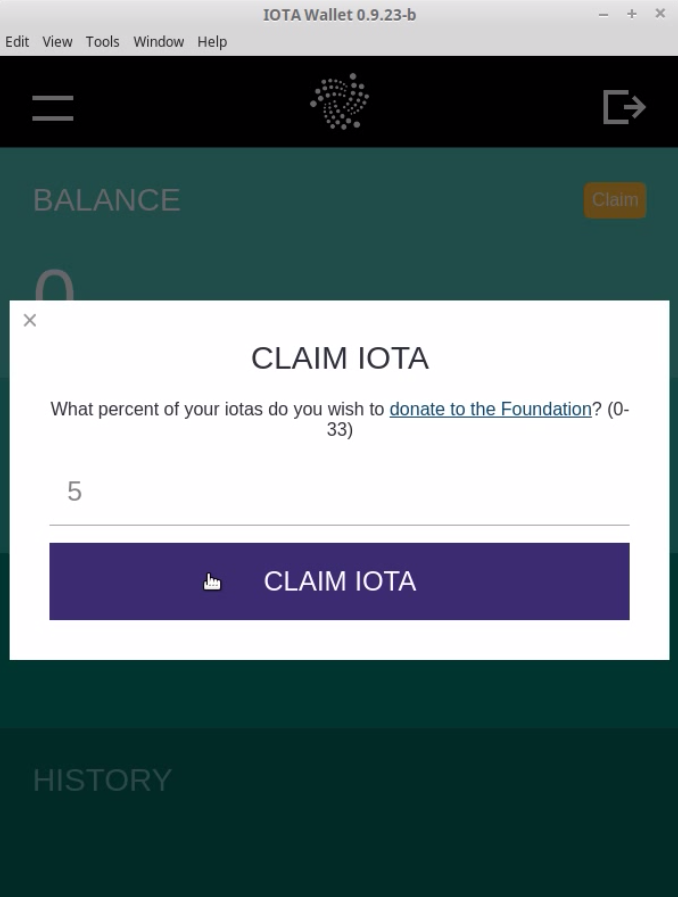 IOTA Wallet 0.9.23-b
Edit View Tools Window Help
BALANCE
Claim
0
×
CLAIM IOTA
What percent of your iotas do you wish to donate to the Foundation? (0-
33)
5
CLAIM IOTA
HISTORY